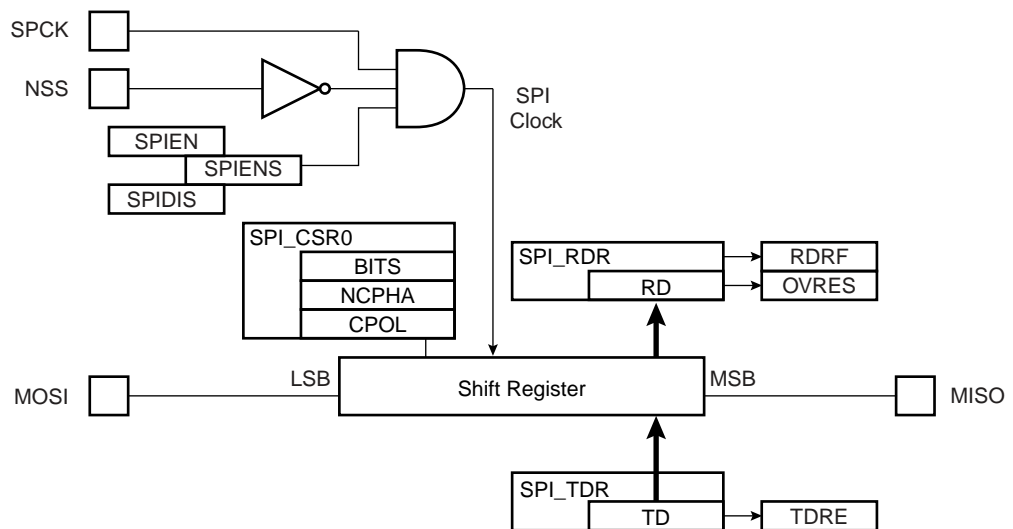 SPCK
NSS
SPI
Clock
SPIEN
SPIENS
SPIDIS
SPI_CSR0
BITS
NCPHA
CPOL
SPI_RDR
RD
RDRF
OVRES
MOSI
LSB
Shift Register
MSB
MISO
SPI_TDR
TD
TDRE